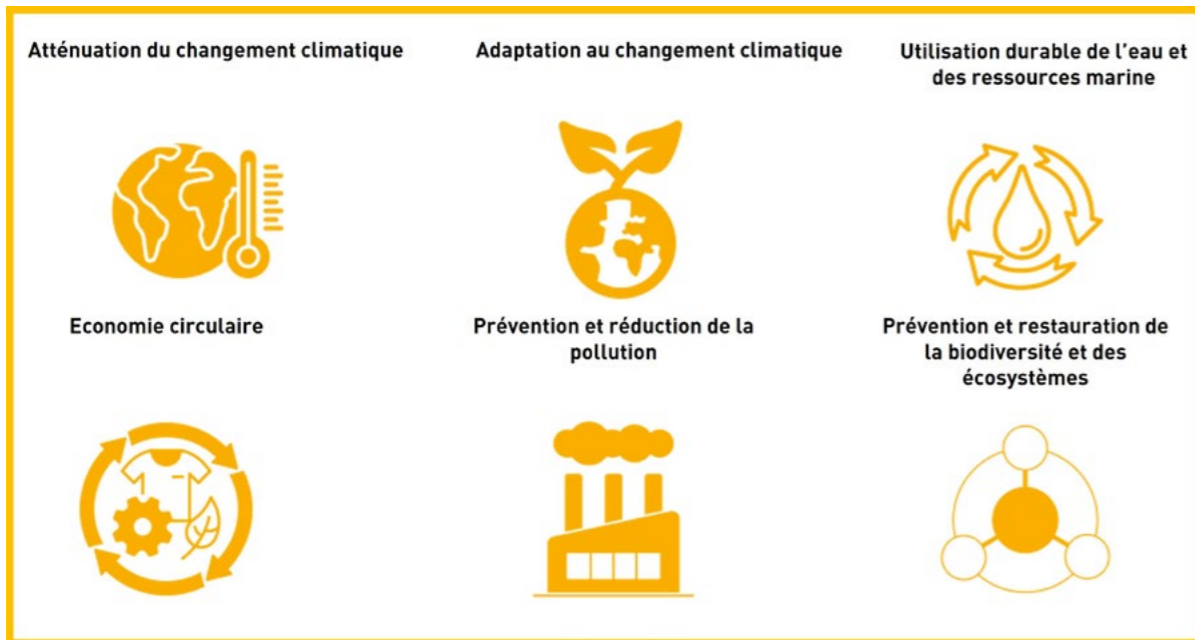 Atténuation du changement climatique
Adaptation au changement climatique
Utilisation durable de l'eau et
des ressources marine
Economie circulaire
Prévention et réduction de la
pollution
Prévention et restauration de
la biodiversité et des
écosystèmes